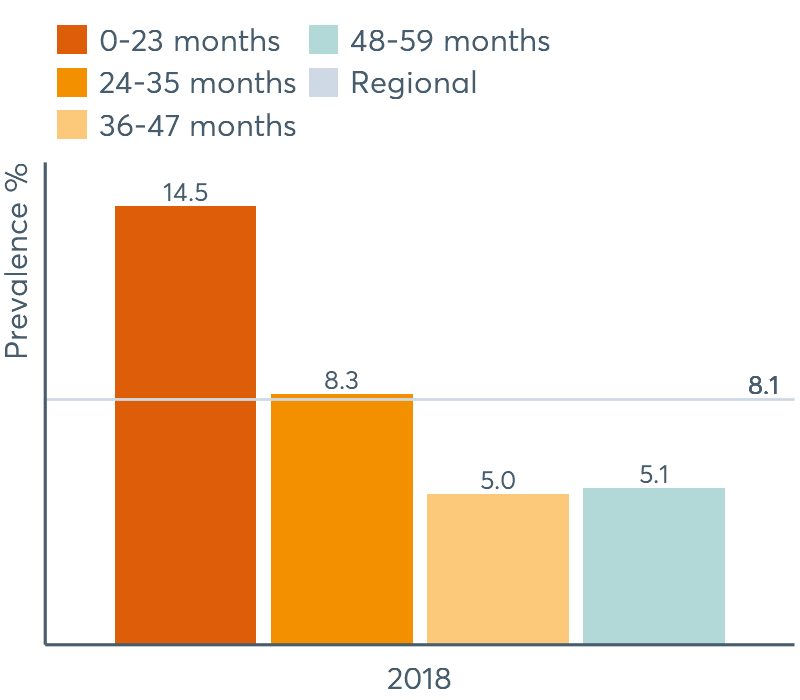 0-23 months
48-59 months
24-35 months
Regional
36-47 months
Prevalence %
14.5
8.3
8.1
5.0
5.1
2018